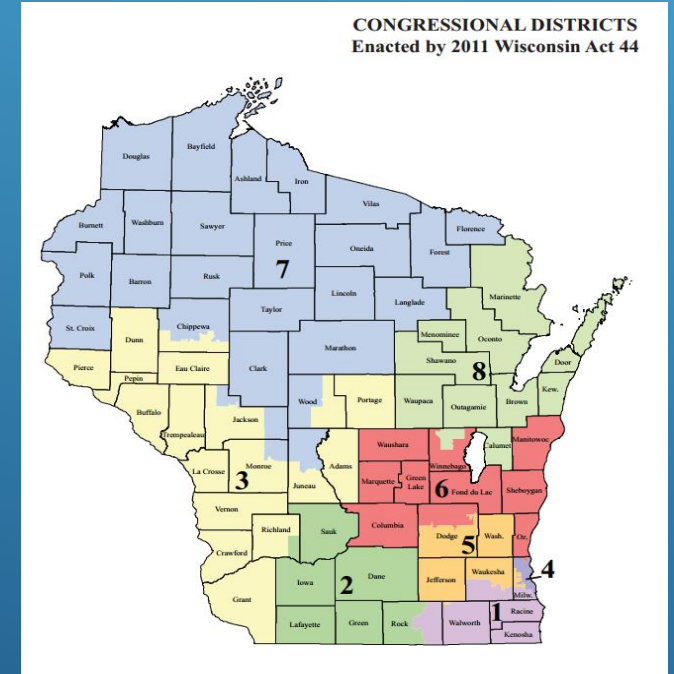 CONGRESSIONAL DISTRICTS
Enacted by 2011 Wisconsin Act 44
Douglas
Bayfield
Ashland
Iron
Vilas
Burnett
Washburn
Sawyer
Price
Oneida
Forest
Florence
7
Polk
Barron
Rusk
Lincoln
Langlade
Marinette
Taylor
St. Croix
Dunn
Chippewa
Menominee
Oconto
Marathon
Shawano
Door
Pierce
Eau Claire
Clark
8
Pepin
Kew.
Wood
Portage
Waupaca
Outagamie
Brown
Buffalo
Trempealeau
Jackson
Waushara
Calumet
Manitowoc
Winnebago
La Crosse
Monroe
Adams
3
Juneau
Marquette
Green
Lake
6
Fond du Lac
Sheboygan
Vernon
Columbia
Richland
Sauk
Dodge
5
Wash.
Oz.
Crawford
Iowa
2
Dane
Jefferson
Waukesha
4
Milw.
Grant
Lafayette
Green
Rock
Walworth
1
Racine
Kenosha